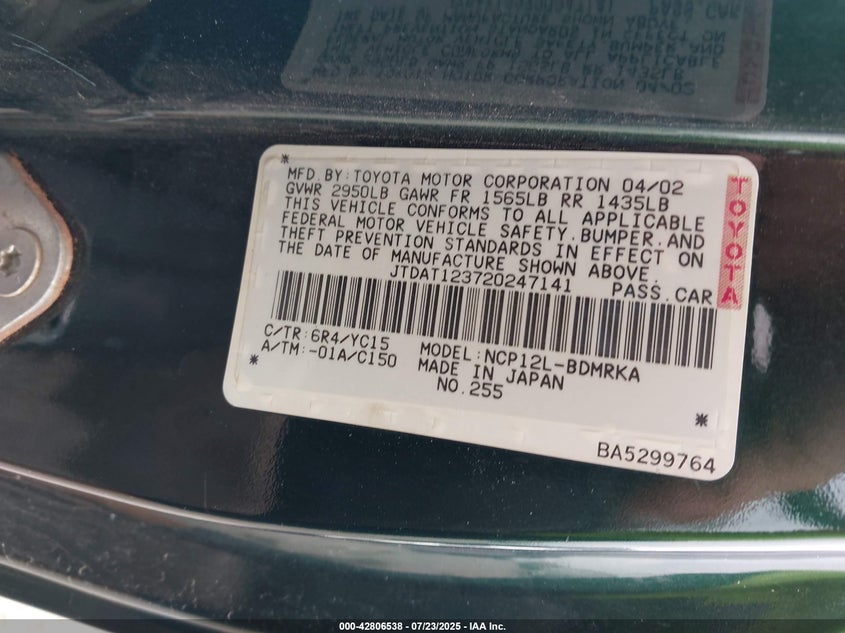 *
MFD.BY:TOYOTA MOTOR CORPORATION 04/02
GVWR 2950LB GAWR FR 1565LB RR 1435LB
THIS VEHICLE CONFORMS TO ALL APPLICABLE
FEDERAL MOTOR VEHICLE SAFETY,BUMPER,AND
THEFT PREVENTION STANDARDS IN EFFECT ON
THE DATE OF MANUFACTURE SHOWN ABOVE.
JTDAT123720247141 PASS.CAR
TOYOTA
C/TR:6R4/YC15 MODEL:NCP12L-BDMRKA
A/TM:-01A/C150 MADE IN JAPAN
* NO.255 *
BA5299764
000-42806538 - 07/23/2025 - IAA Inc.